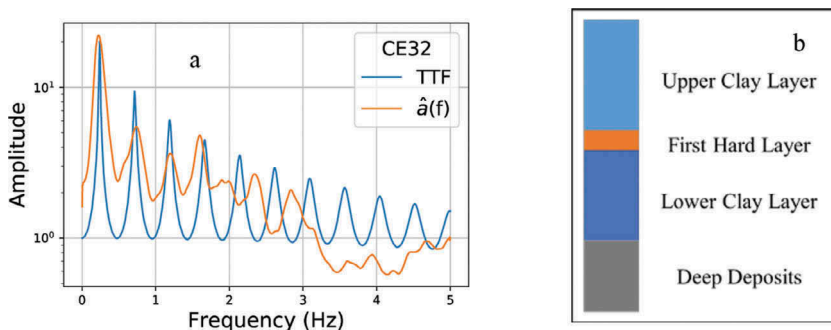 a
CE32
TTF
â(f)
10¹
10⁰
Amplitude
0 1 2 3 4 5
Frequency (Hz)
b
Upper Clay Layer
First Hard Layer
Lower Clay Layer
Deep Deposits